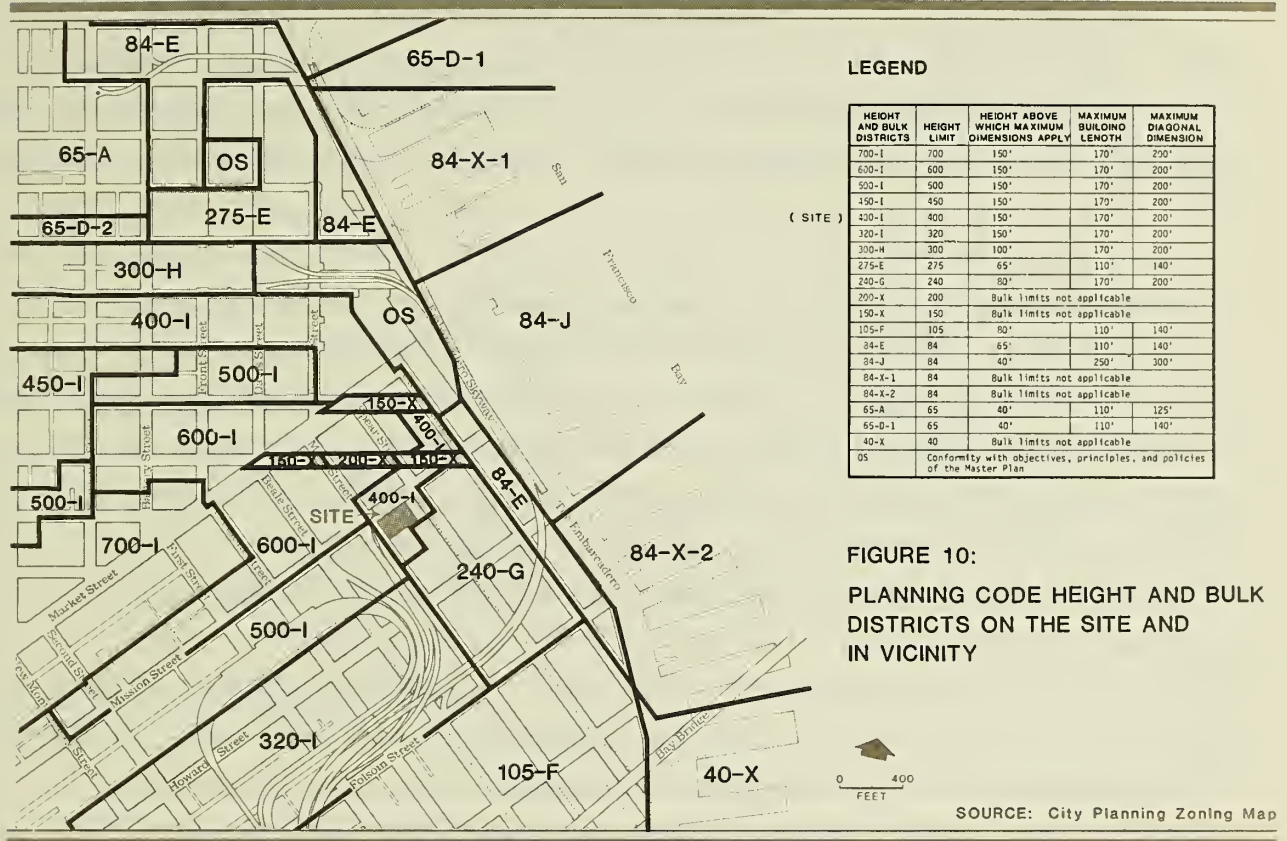 84-E
65-D-1
65-A
OS
84-X-1
275-E
84-E
65-D-2
300-H
San
Francisco
Bay
400-I
OS
84-J
Front Street
Davis Street
Street
450-I
500-I
150-X
600-I
400-I
Spear St
150-X
200-X
150-X
Street
Beale Street
84-E
500-I
400-I
SITE
700-I
600-I
240-G
The Embarcadero
84-X-2
First Street
Market Street
500-I
Second Street
Mission Street
New Mon
Street
320-I
Howard
Street
Folsom Street
105-F
Bay Bridge
40-X
LEGEND
HEIGHT AND BULK DISTRICTS | HEIGHT LIMIT | HEIGHT ABOVE WHICH MAXIMUM DIMENSIONS APPLY | MAXIMUM BUILDING LENGTH | MAXIMUM DIAGONAL DIMENSION
700-I 700 150' 170' 200'
600-I 600 150' 170' 200'
500-I 500 150' 170' 200'
450-I 450 150' 170' 200'
( SITE ) 400-I 400 150' 170' 200'
320-I 320 150' 170' 200'
300-H 300 100' 170' 200'
275-E 275 65' 110' 140'
240-G 240 80' 170' 200'
200-X 200 Bulk limits not applicable
150-X 150 Bulk limits not applicable
105-F 105 80' 110' 140'
84-E 84 65' 110' 140'
84-J 84 40' 250' 300'
84-X-1 84 Bulk limits not applicable
84-X-2 84 Bulk limits not applicable
65-A 65 40' 110' 125'
65-D-1 65 40' 110' 140'
40-X 40 Bulk limits not applicable
OS Conformity with objectives, principles, and policies
of the Master Plan
FIGURE 10:
PLANNING CODE HEIGHT AND BULK
DISTRICTS ON THE SITE AND
IN VICINITY
0 400
FEET
SOURCE: City Planning Zoning Map